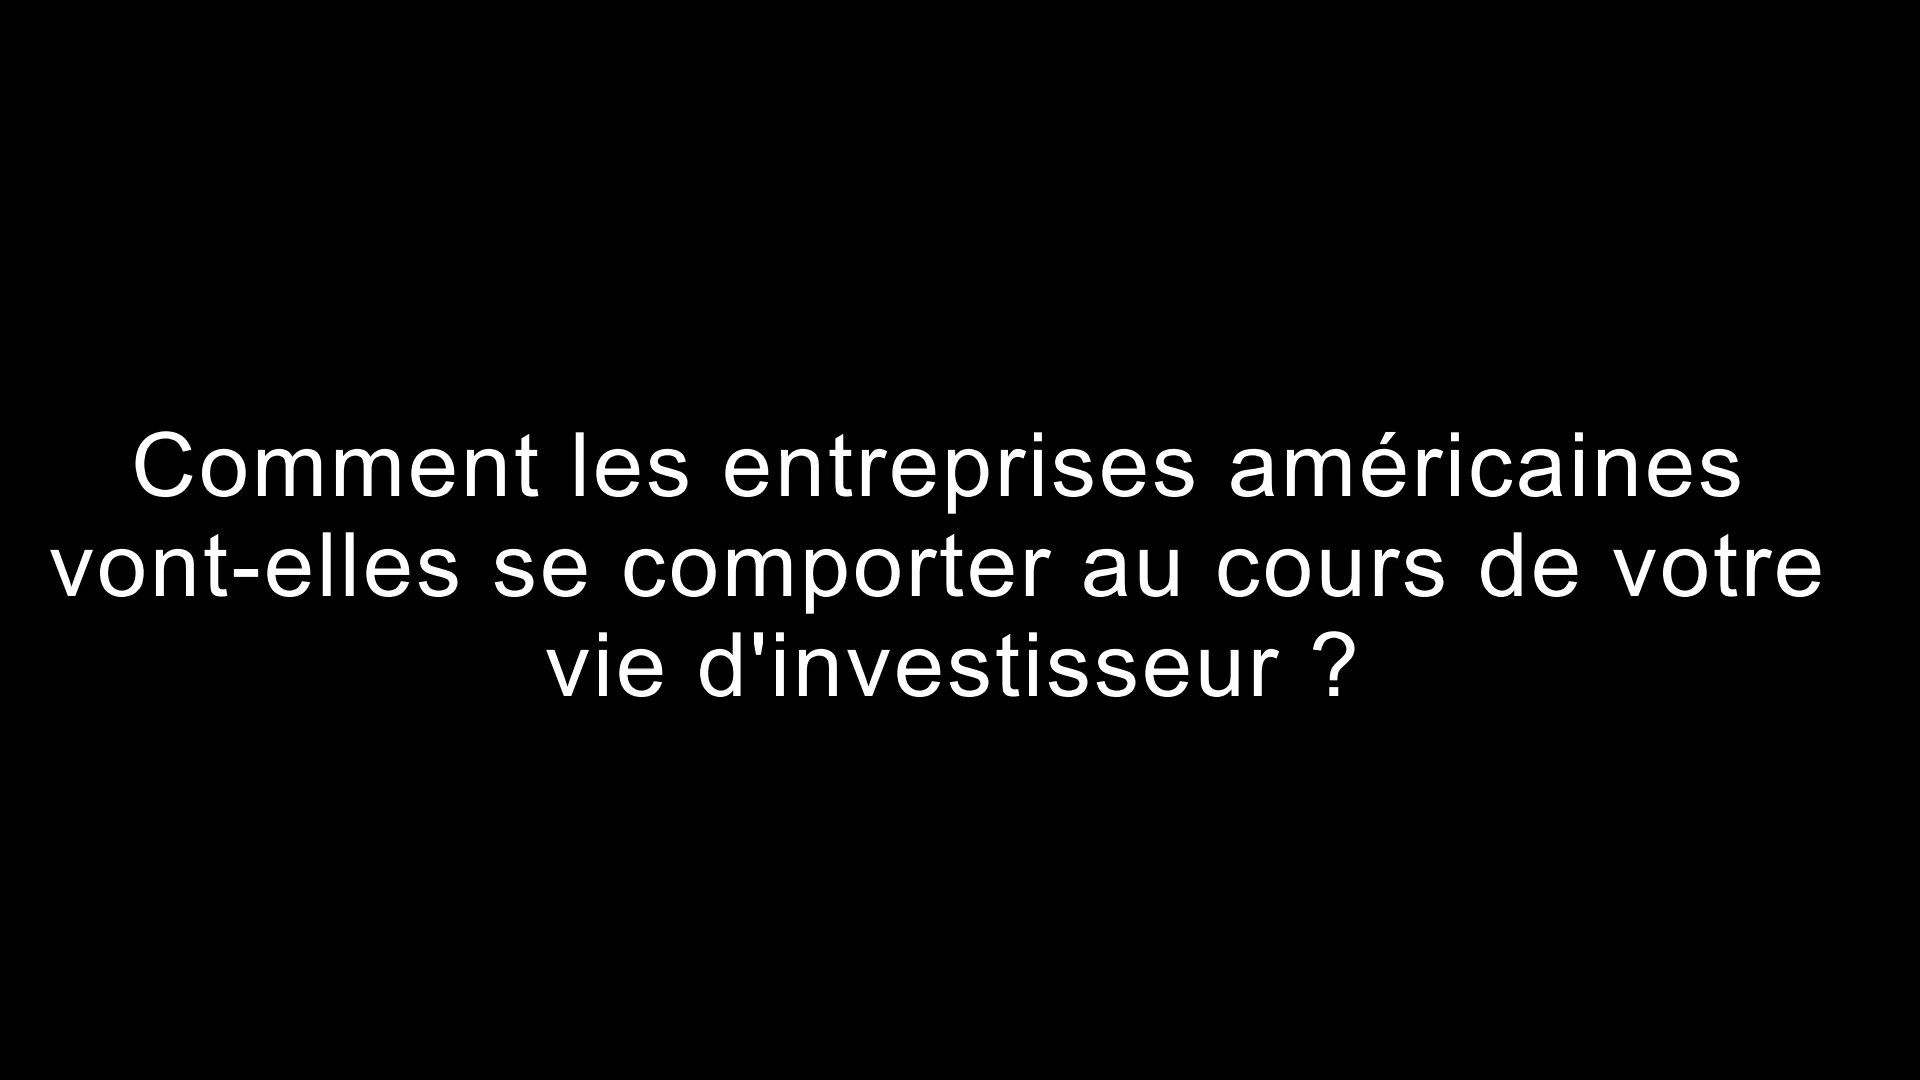 Comment les entreprises américaines
vont-elles se comporter au cours de votre
vie d'investisseur ?